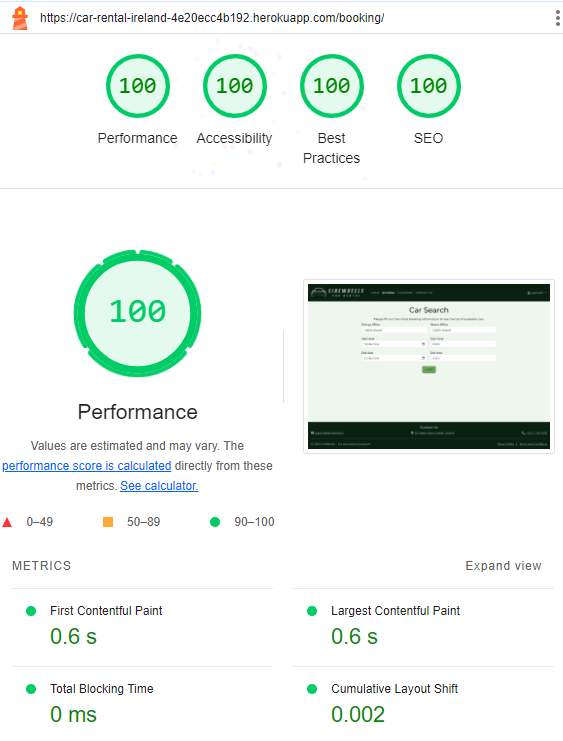 https://car-rental-ireland-4e20ecc4b192.herokuapp.com/booking/
100 100 100 100
Performance Accessibility Best Practices SEO
100
Performance
Values are estimated and may vary. The
performance score is calculated directly from these
metrics. See calculator.
Car Search
0–49 50–89 90–100
METRICS Expand view
First Contentful Paint
0.6 s
Largest Contentful Paint
0.6 s
Total Blocking Time
0 ms
Cumulative Layout Shift
0.002